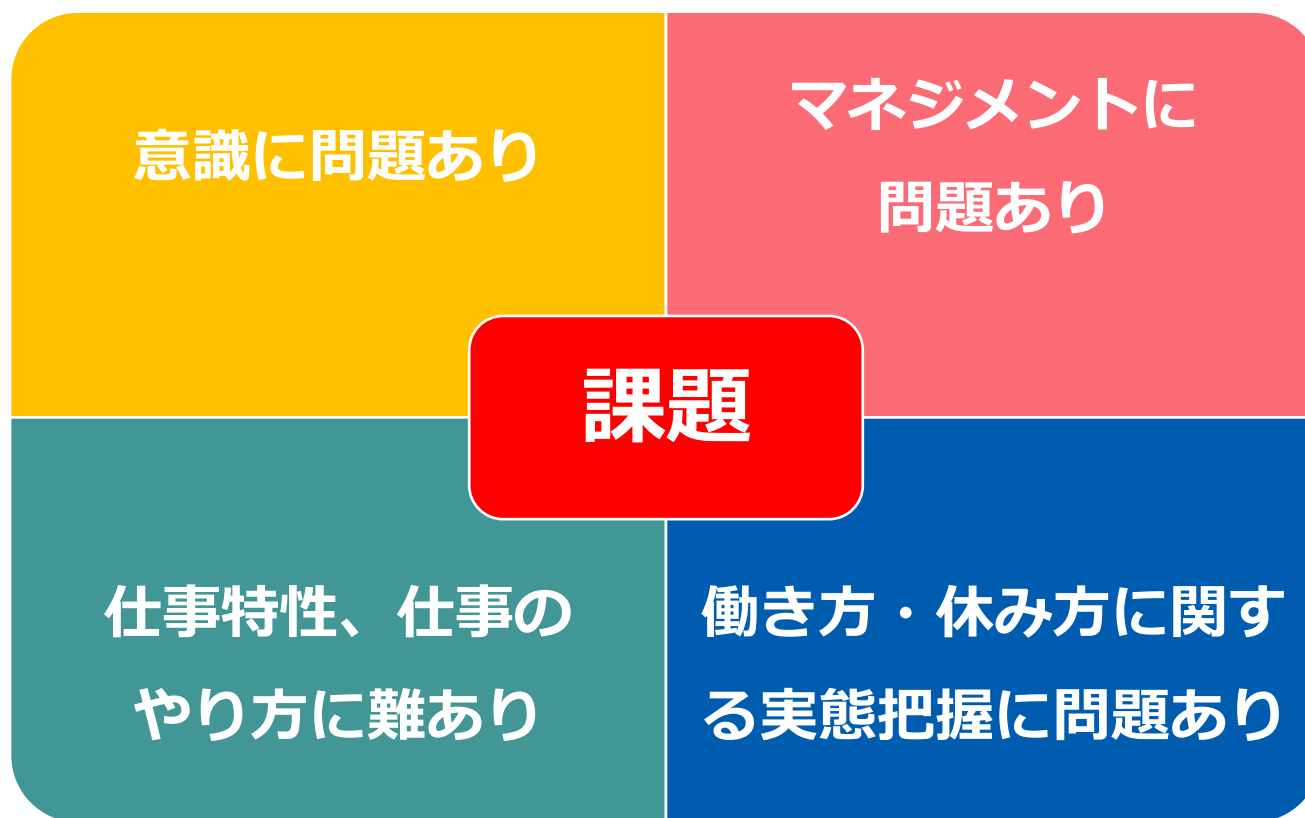 意識に問題あり
マネジメントに
問題あり
課題
仕事特性、仕事の
やり方に難あり
働き方・休み方に関す
る実態把握に問題あり